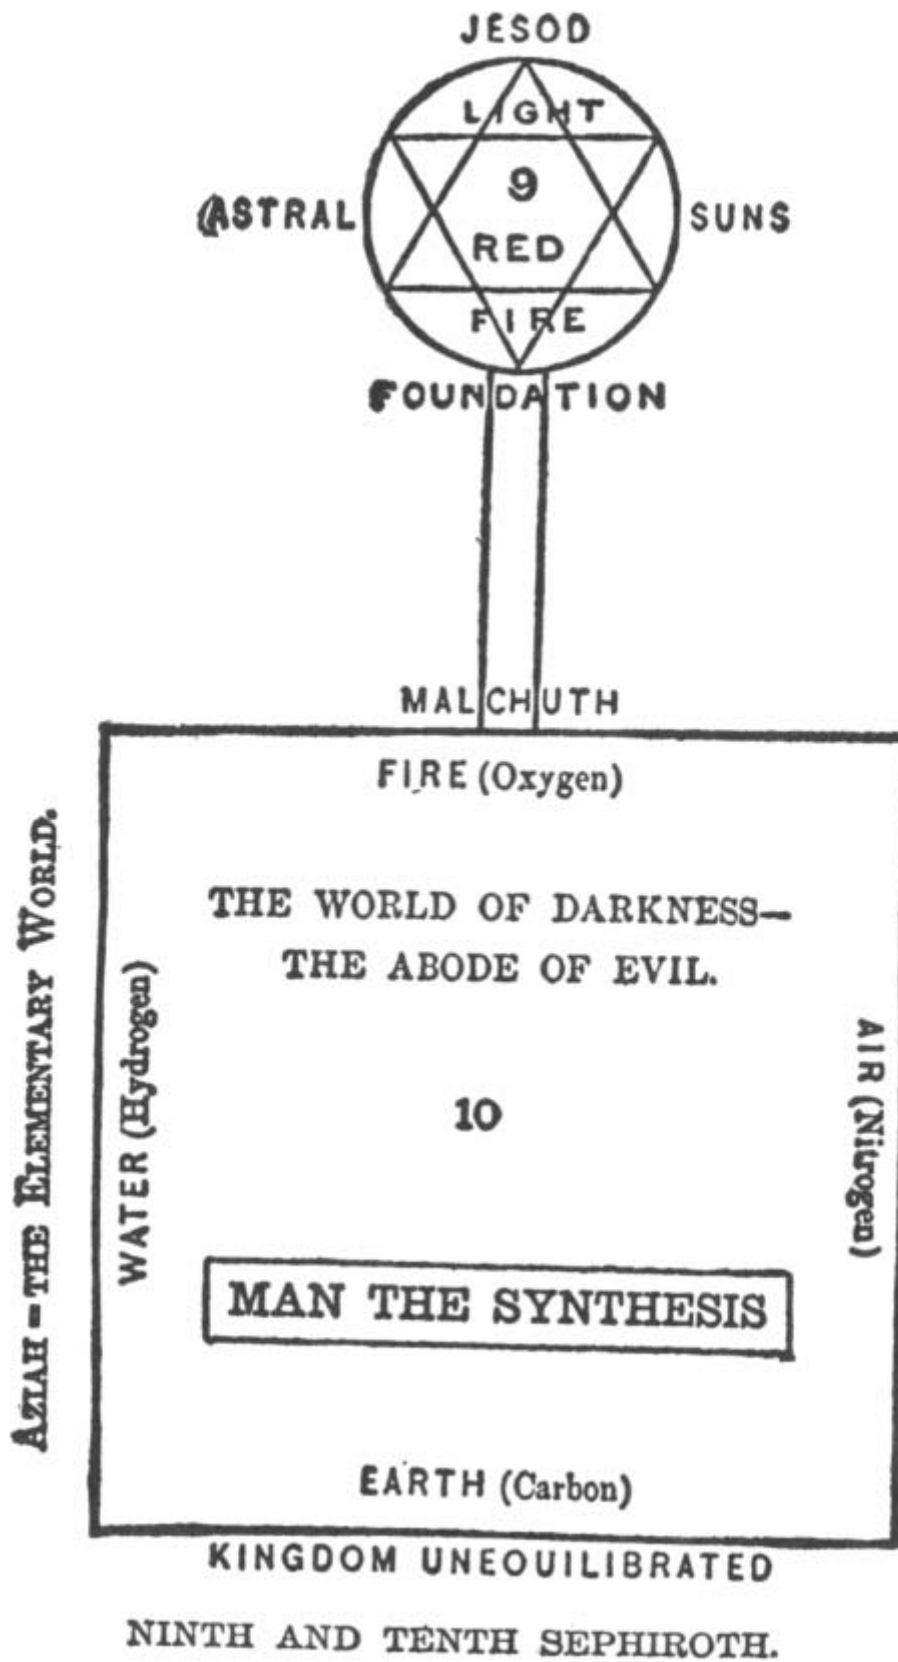 JESOD
LIGHT
9
(ASTRAL
SUNS
RED
FIRE
FOUNDATION
MALCHUTH
FIRE (Oxygen)
AZIAH - THE ELEMENTARY WORLD.
THE WORLD OF DARKNESS—
THE ABODE OF EVIL.
WATER (Hydrogen)
AIR (Nitrogen)
10
MAN THE SYNTHESIS
EARTH (Carbon)
KINGDOM UNEOUILIBRATED
NINTH AND TENTH SEPHIROTH.